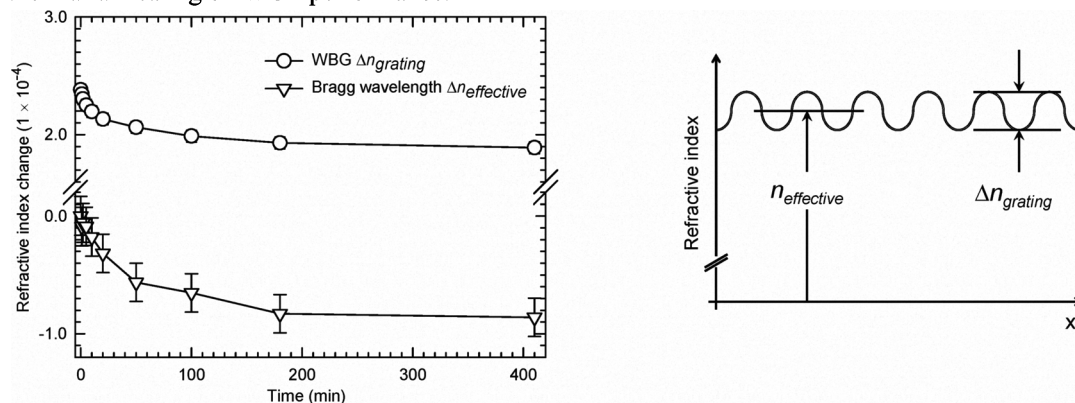 3.0
2.0
0.0
-1.0
Refractive index change (1 × 10⁻⁴)
WBG Δn_grating
Bragg wavelength Δn_effective
0 100 200 300 400
Time (min)
Refractive index
n_effective
Δn_grating
x